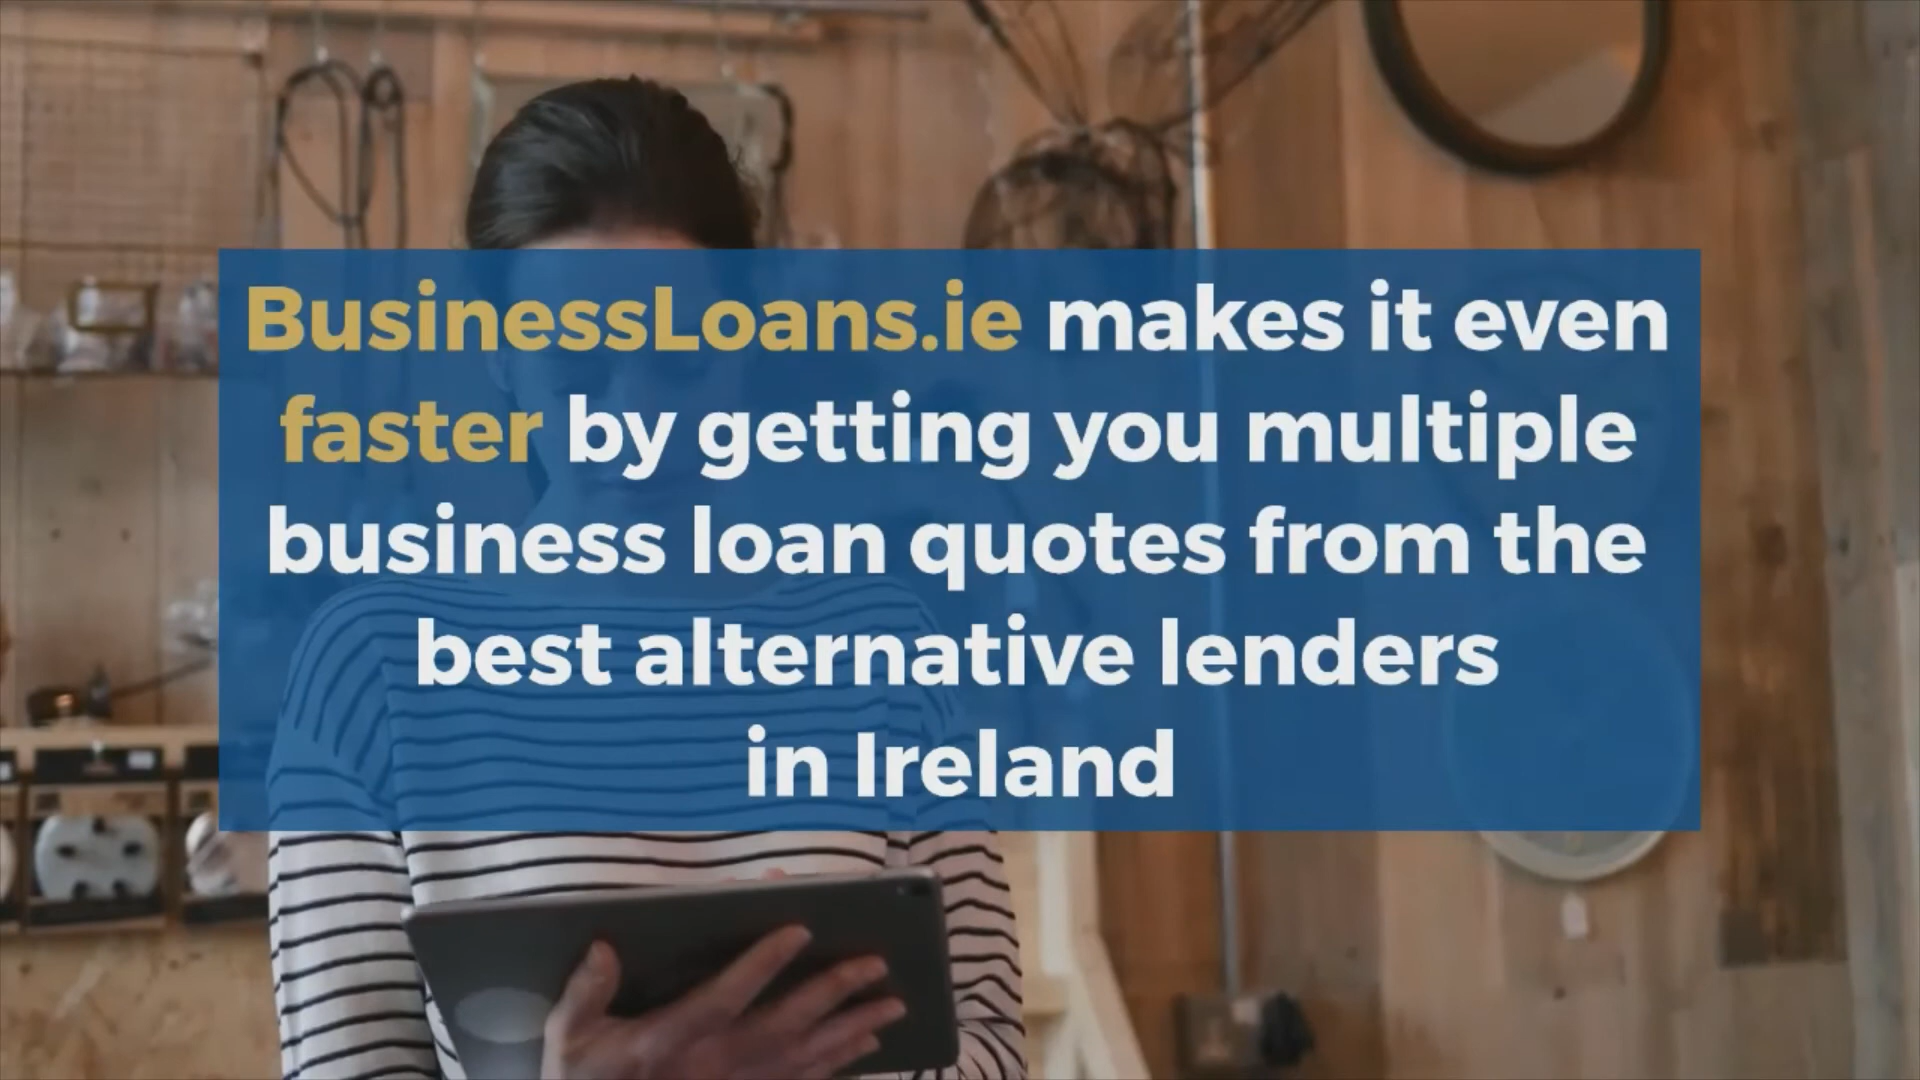 BusinessLoans.ie makes it even
faster by getting you multiple
business loan quotes from the
best alternative lenders
in Ireland